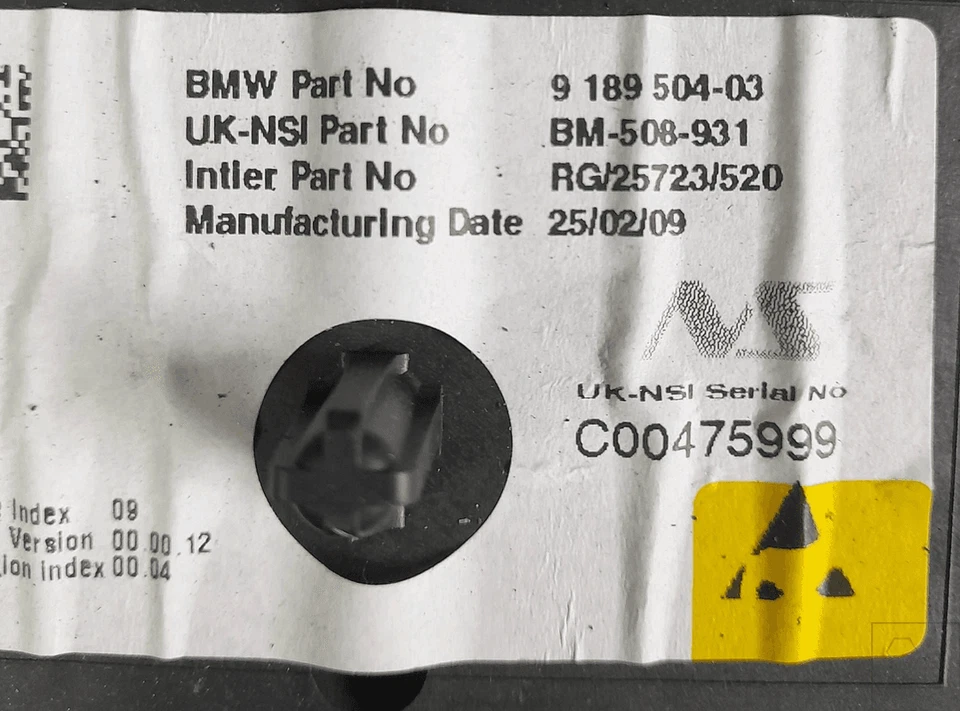 BMW Part No 9 189 504-03
UK-NSI Part No BM-508-931
Intier Part No RG/25723/520
Manufacturing Date 25/02/09
NS
UK-NSI Serial No
C00475999
Index 09
Version 00.00.12
index 00.04